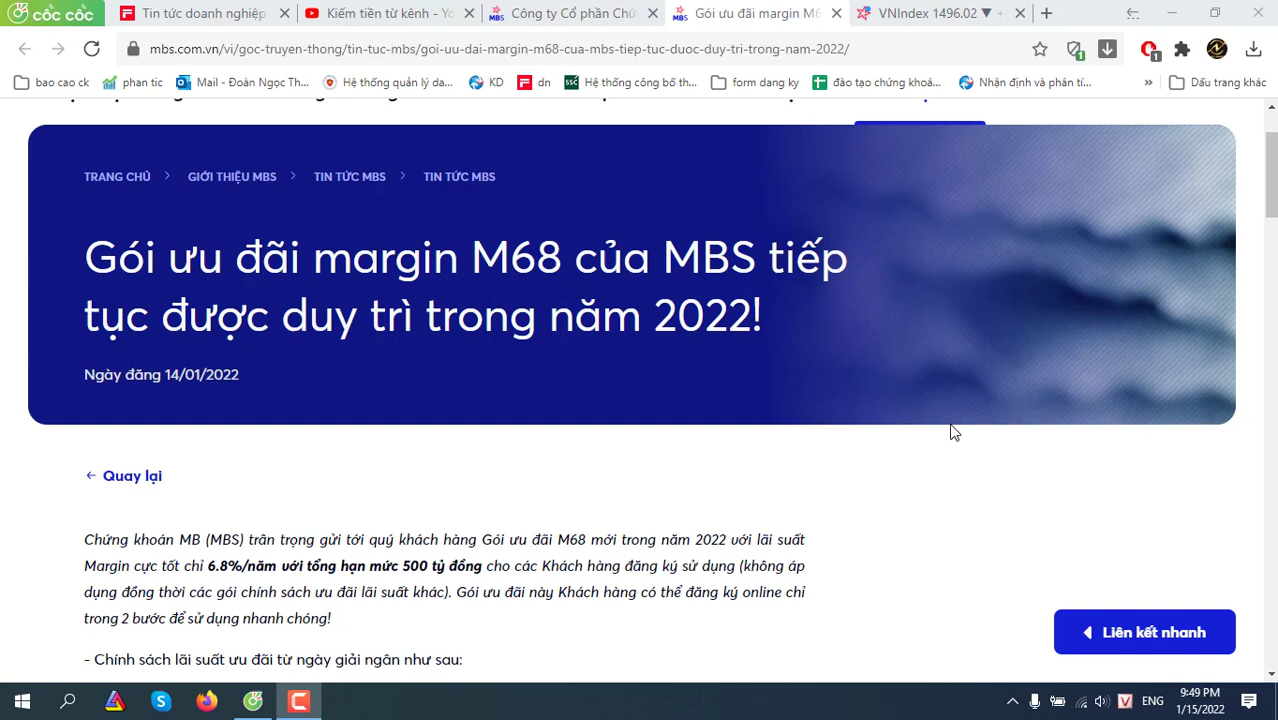 cốc cốc
Tin tức doanh nghiệp
Kiếm tiền từ kênh - Yo
Công ty Cổ phần Chứn
Gói ưu đãi margin M6
VNIndex 1496.02 ▼ +
mbs.com.vn/vi/goc-truyen-thong/tin-tuc-mbs/goi-uu-dai-margin-m68-cua-mbs-tiep-tuc-duoc-duy-tri-trong-nam-2022/
1
1
bao cao ck
phan tic
Mail - Đoàn Ngọc Th...
Hệ thống quản lý da...
KD
dn
Hệ thống công bố th...
form dang ky
đào tạo chứng khoá...
Nhận định và phân tí...
»
Dấu trang khác
TRANG CHỦ > GIỚI THIỆU MBS > TIN TỨC MBS > TIN TỨC MBS
Gói ưu đãi margin M68 của MBS tiếp
tục được duy trì trong năm 2022!
Ngày đăng 14/01/2022
← Quay lại
Chứng khoán MB (MBS) trân trọng gửi tới quý khách hàng Gói ưu đãi M68 mới trong năm 2022 với lãi suất
Margin cực tốt chỉ 6.8%/năm với tổng hạn mức 500 tỷ đồng cho các Khách hàng đăng ký sử dụng (không áp
dụng đồng thời các gói chính sách ưu đãi lãi suất khác). Gói ưu đãi này Khách hàng có thể đăng ký online chỉ
trong 2 bước để sử dụng nhanh chóng!
Liên kết nhanh
- Chính sách lãi suất ưu đãi từ ngày giải ngân như sau:
ENG
9:49 PM
1/15/2022